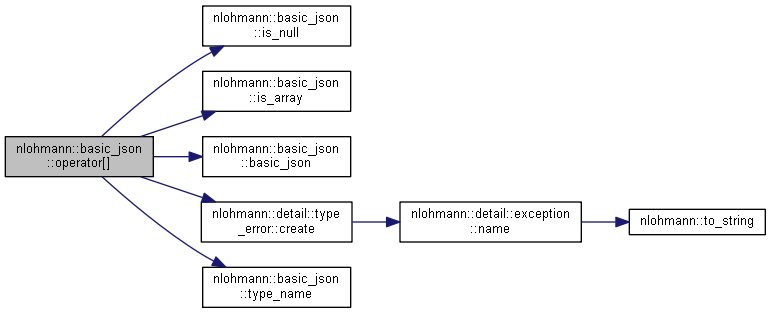 nlohmann::basic_json
::is_null
nlohmann::basic_json
::is_array
nlohmann::basic_json
::operator[]
nlohmann::basic_json
::basic_json
nlohmann::detail::type
_error::create
nlohmann::detail::exception
::name
nlohmann::to_string
nlohmann::basic_json
::type_name